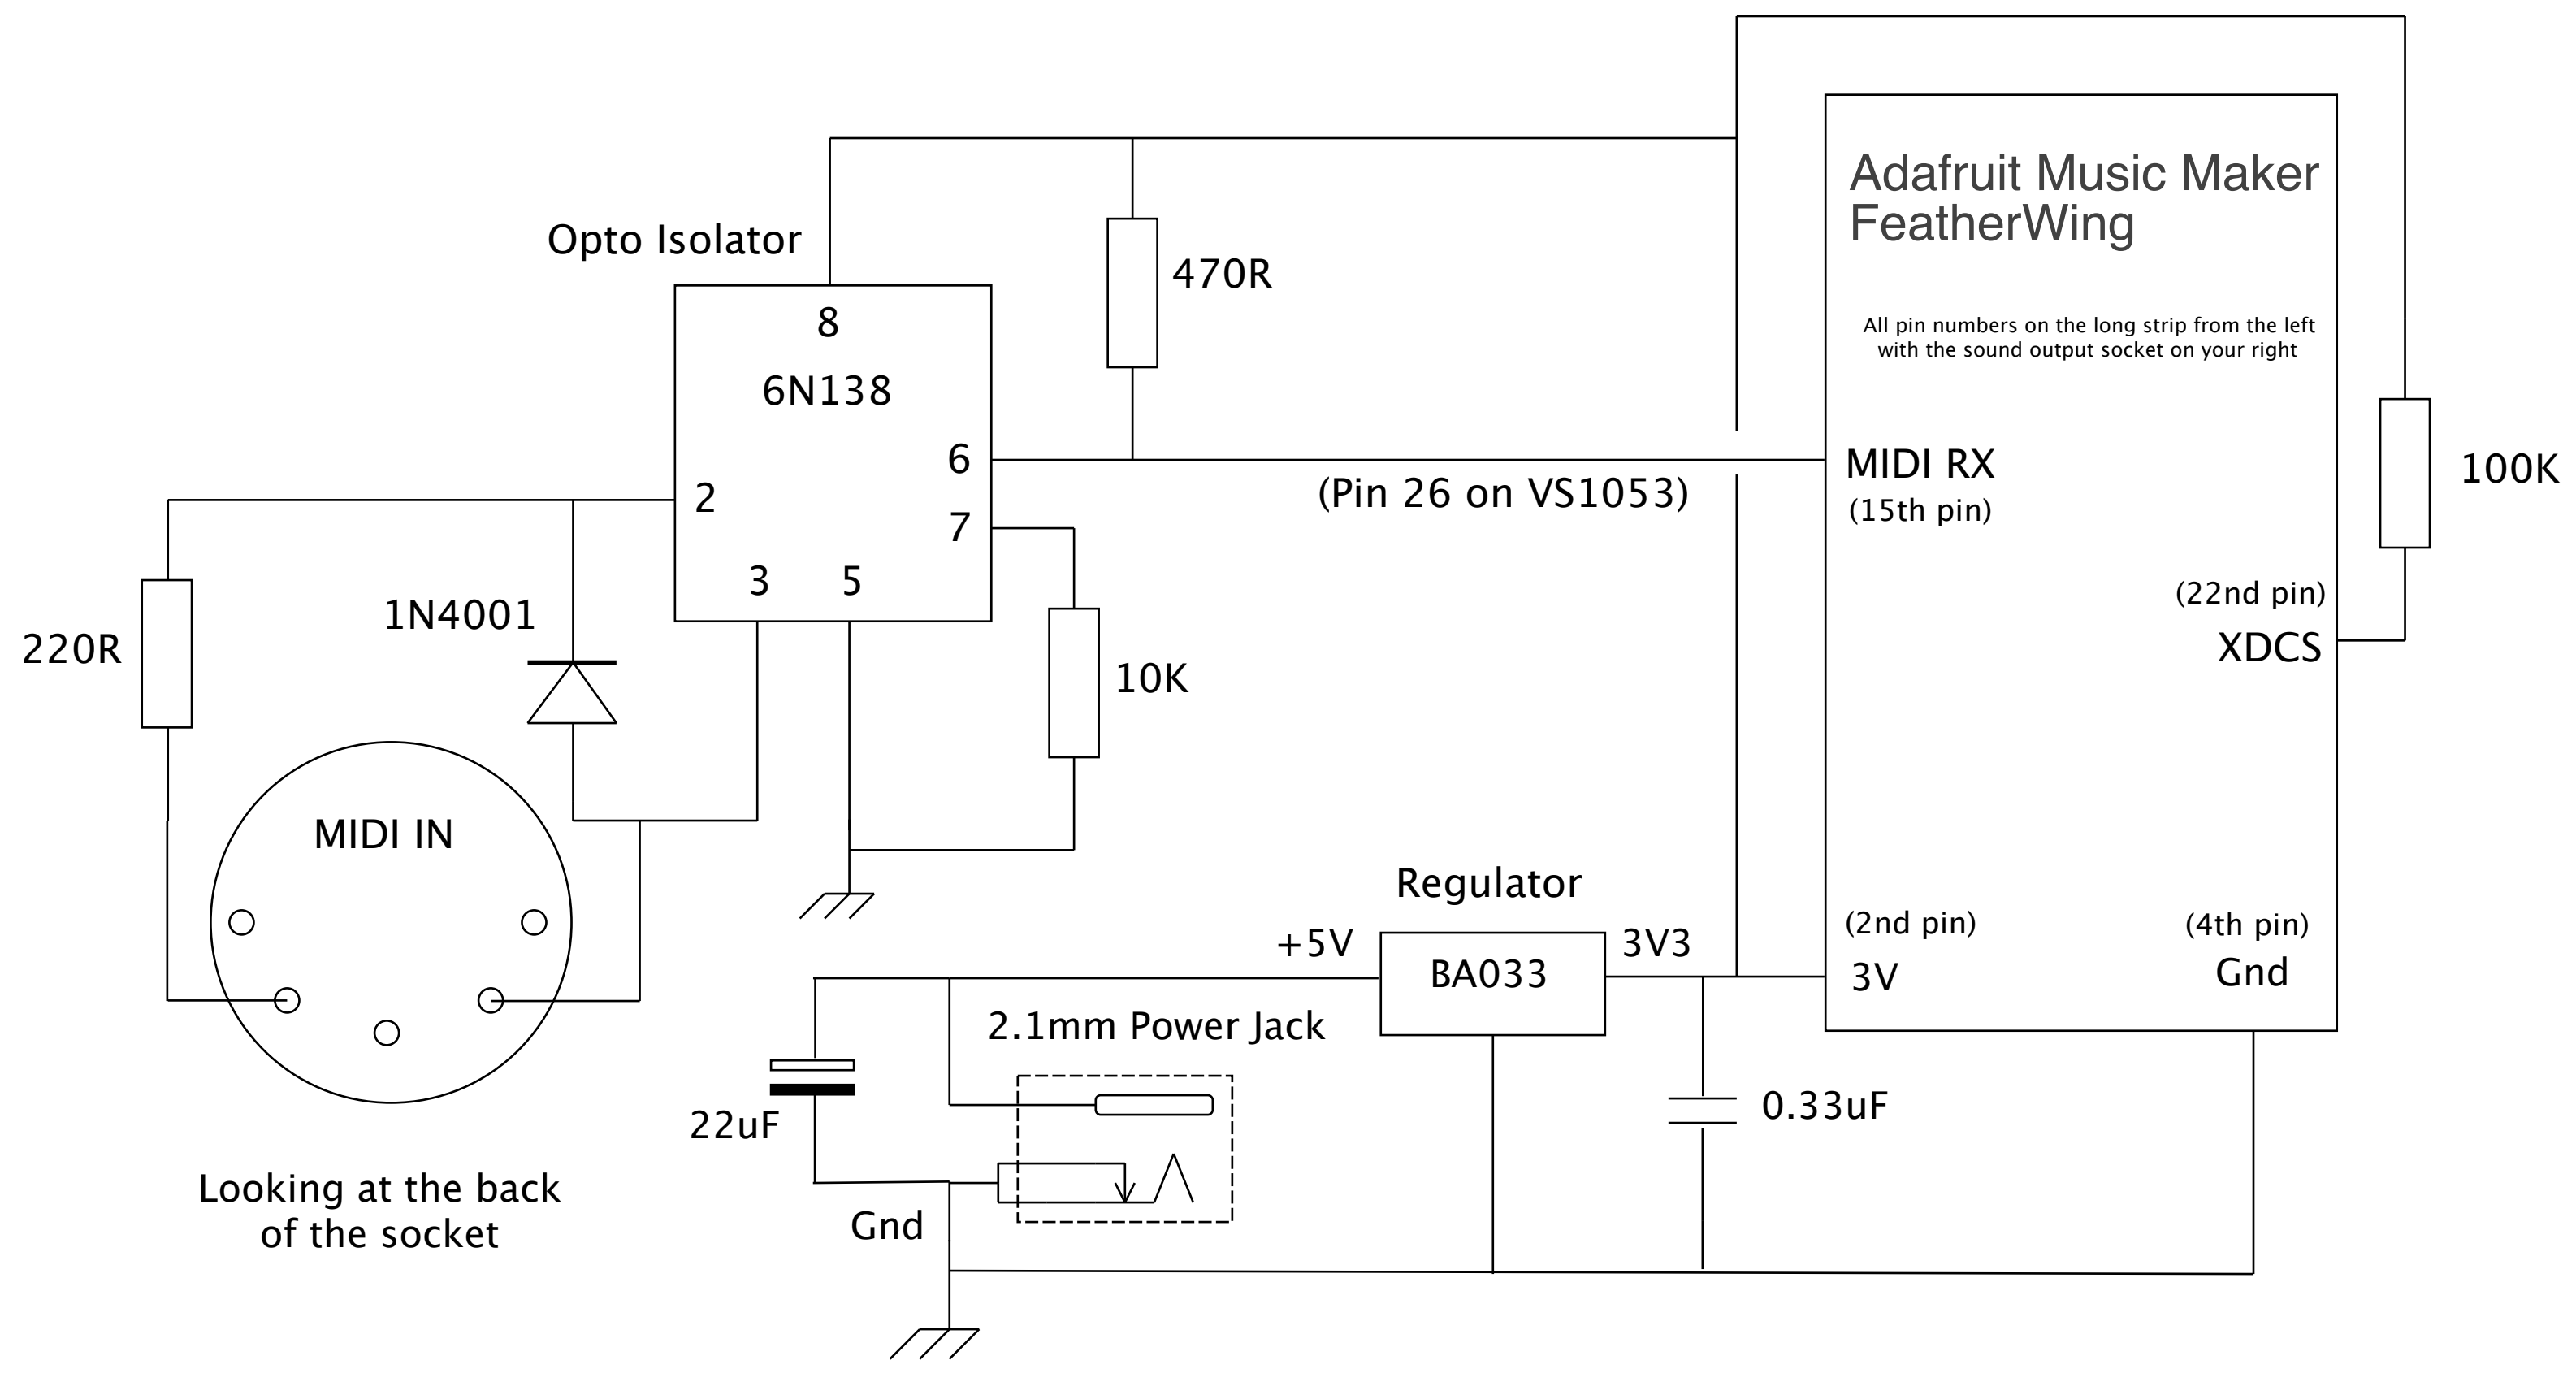 Adafruit Music Maker
FeatherWing
All pin numbers on the long strip from the left
with the sound output socket on your right
Opto Isolator
470R
8
6N138
6
7
2
3
5
MIDI RX
(15th pin)
(Pin 26 on VS1053)
100K
(22nd pin)
XDCS
1N4001
220R
10K
MIDI IN
Regulator
+5V
BA033
3V3
(2nd pin)
3V
(4th pin)
Gnd
2.1mm Power Jack
22uF
0.33uF
Gnd
Looking at the back
of the socket